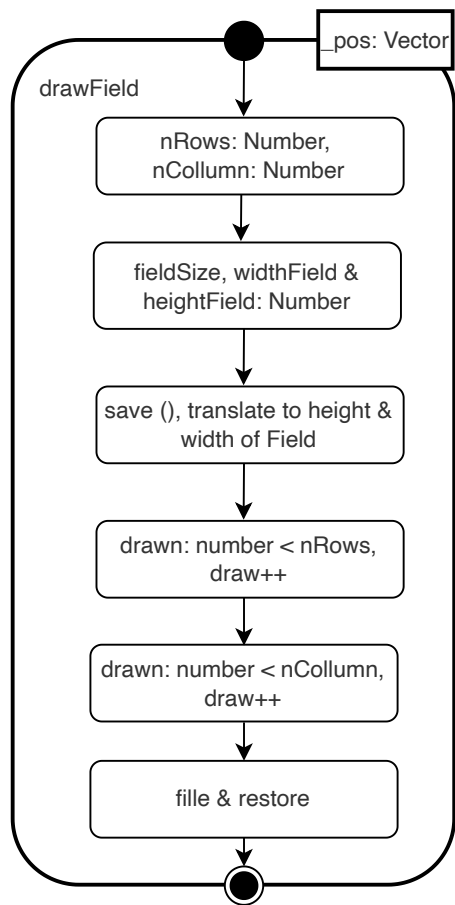 _pos: Vector
drawField
nRows: Number,
nCollumn: Number
fieldSize, widthField &
heightField: Number
save (), translate to height &
width of Field
drawn: number < nRows,
draw++
drawn: number < nCollumn,
draw++
fille & restore